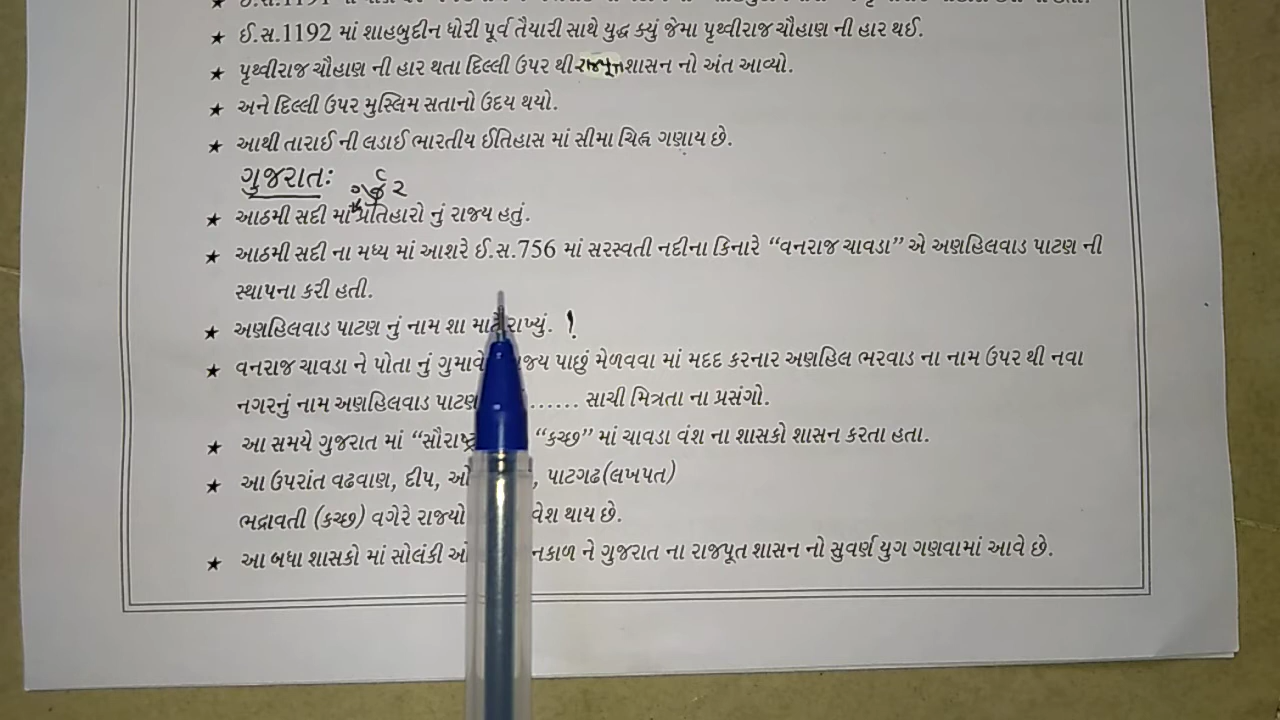 ★ ઈ.સ.1192 માં શાહબુદીન ધોરી પૂર્વ તૈયારી સાથે યુદ્ધ કર્યું જેમા પૃથ્વીરાજ ચૌહાણ ની હાર થઈ.
★ પૃથ્વીરાજ ચૌહાણ ની હાર થતા દિલ્લી ઉપર થી રાજપૂત શાસન નો અંત આવ્યો.
★ અને દિલ્લી ઉપર મુસ્લિમ સતાનો ઉદય થયો.
★ આથી તારાઈ ની લડાઈ ભારતીય ઈતિહાસ માં સીમા ચિહ્ન ગણાય છે.
ગુજરાતઃ
ગુર્જર
★ આઠમી સદી માં પ્રતિહારો નું રાજ્ય હતું.
★ આઠમી સદી ના મધ્ય માં આશરે ઈ.સ.756 માં સરસ્વતી નદીના કિનારે “વનરાજ ચાવડા” એ અણહિલવાડ પાટણ ની
સ્થાપના કરી હતી.
★ અણહિલવાડ પાટણ નું નામ શા માટે રાખ્યું. ?
★ વનરાજ ચાવડા ને પોતા નું પાછું મેળવવા માં મદદ કરનાર અણહિલ ભરવાડ ના નામ ઉપર થી નવા
નગરનું નામ અણહિલવાડ પાટણ ...... સાચી મિત્રતા ના પ્રસંગો.
★ આ સમયે ગુજરાત માં “સૌરાષ્ટ્ર “કચ્છ” માં ચાવડા વંશ ના શાસકો શાસન કરતા હતા.
★ આ ઉપરાંત વઢવાણ, દીપ, , પાટગઢ(લખપત)
ભદ્રાવતી (કચ્છ) વગેરે રાજ્યો થાય છે.
★ આ બધા શાસકો માં સોલંકી ને ગુજરાત ના રાજપૂત શાસન નો સુવર્ણ યુગ ગણવામાં આવે છે.